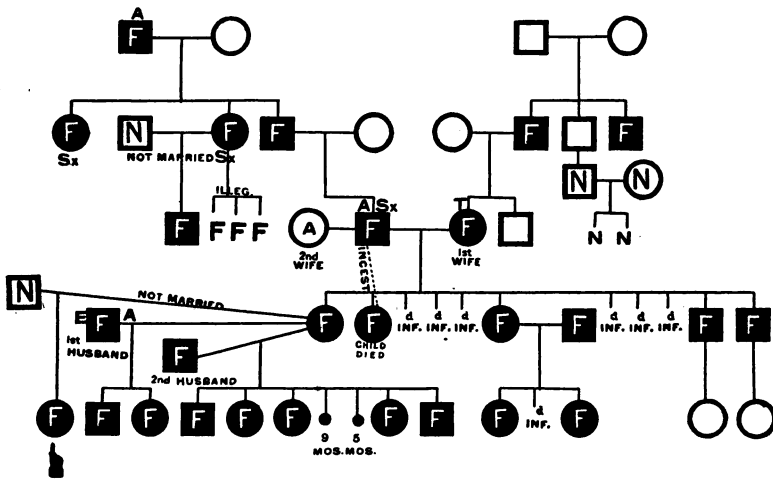 A
F
F
N
F
F
F
F
Sx
NOT MARRIED Sx
N
N
ILLEG.
A Sx
T
F
F F F
A
F
F
N N
2nd
WIFE
1st
WIFE
INCEST
N
NOT MARRIED
E F A
F
F
d d d
F
F
d d d
F
F
INF. INF. INF.
INF. INF. INF.
1st
HUSBAND
CHILD
DIED
F
2nd HUSBAND
F
F
F
F
F
F
F
F
F
d
F
INF.
9 5
MOS. MOS.